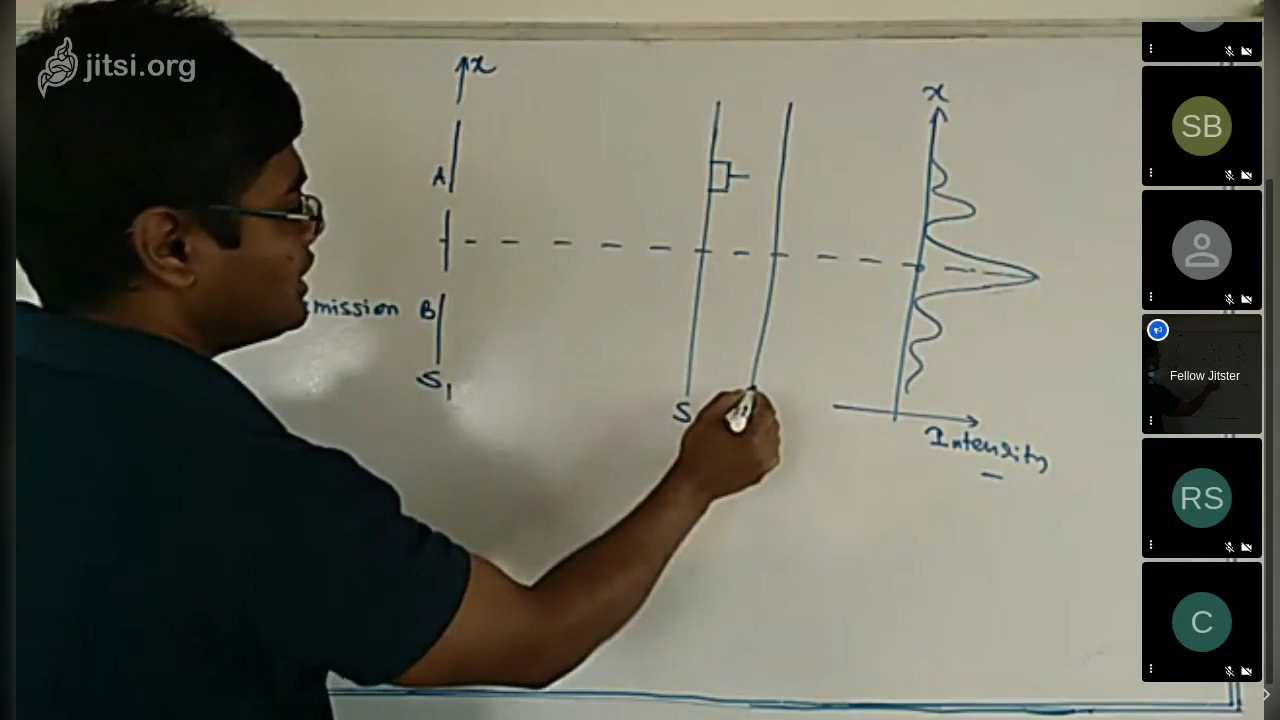 jitsi.org
x
A
mission B
S1
S
x
Intensity
SB
Fellow Jitster
RS
C